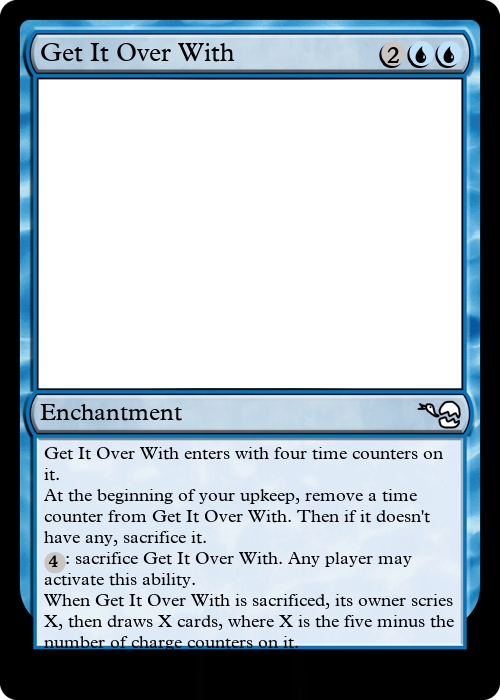 Get It Over With 2
Enchantment
Get It Over With enters with four time counters on
it.
At the beginning of your upkeep, remove a time
counter from Get It Over With. Then if it doesn't
have any, sacrifice it.
4: sacrifice Get It Over With. Any player may
activate this ability.
When Get It Over With is sacrificed, its owner scries
X, then draws X cards, where X is the five minus the
number of charge counters on it.